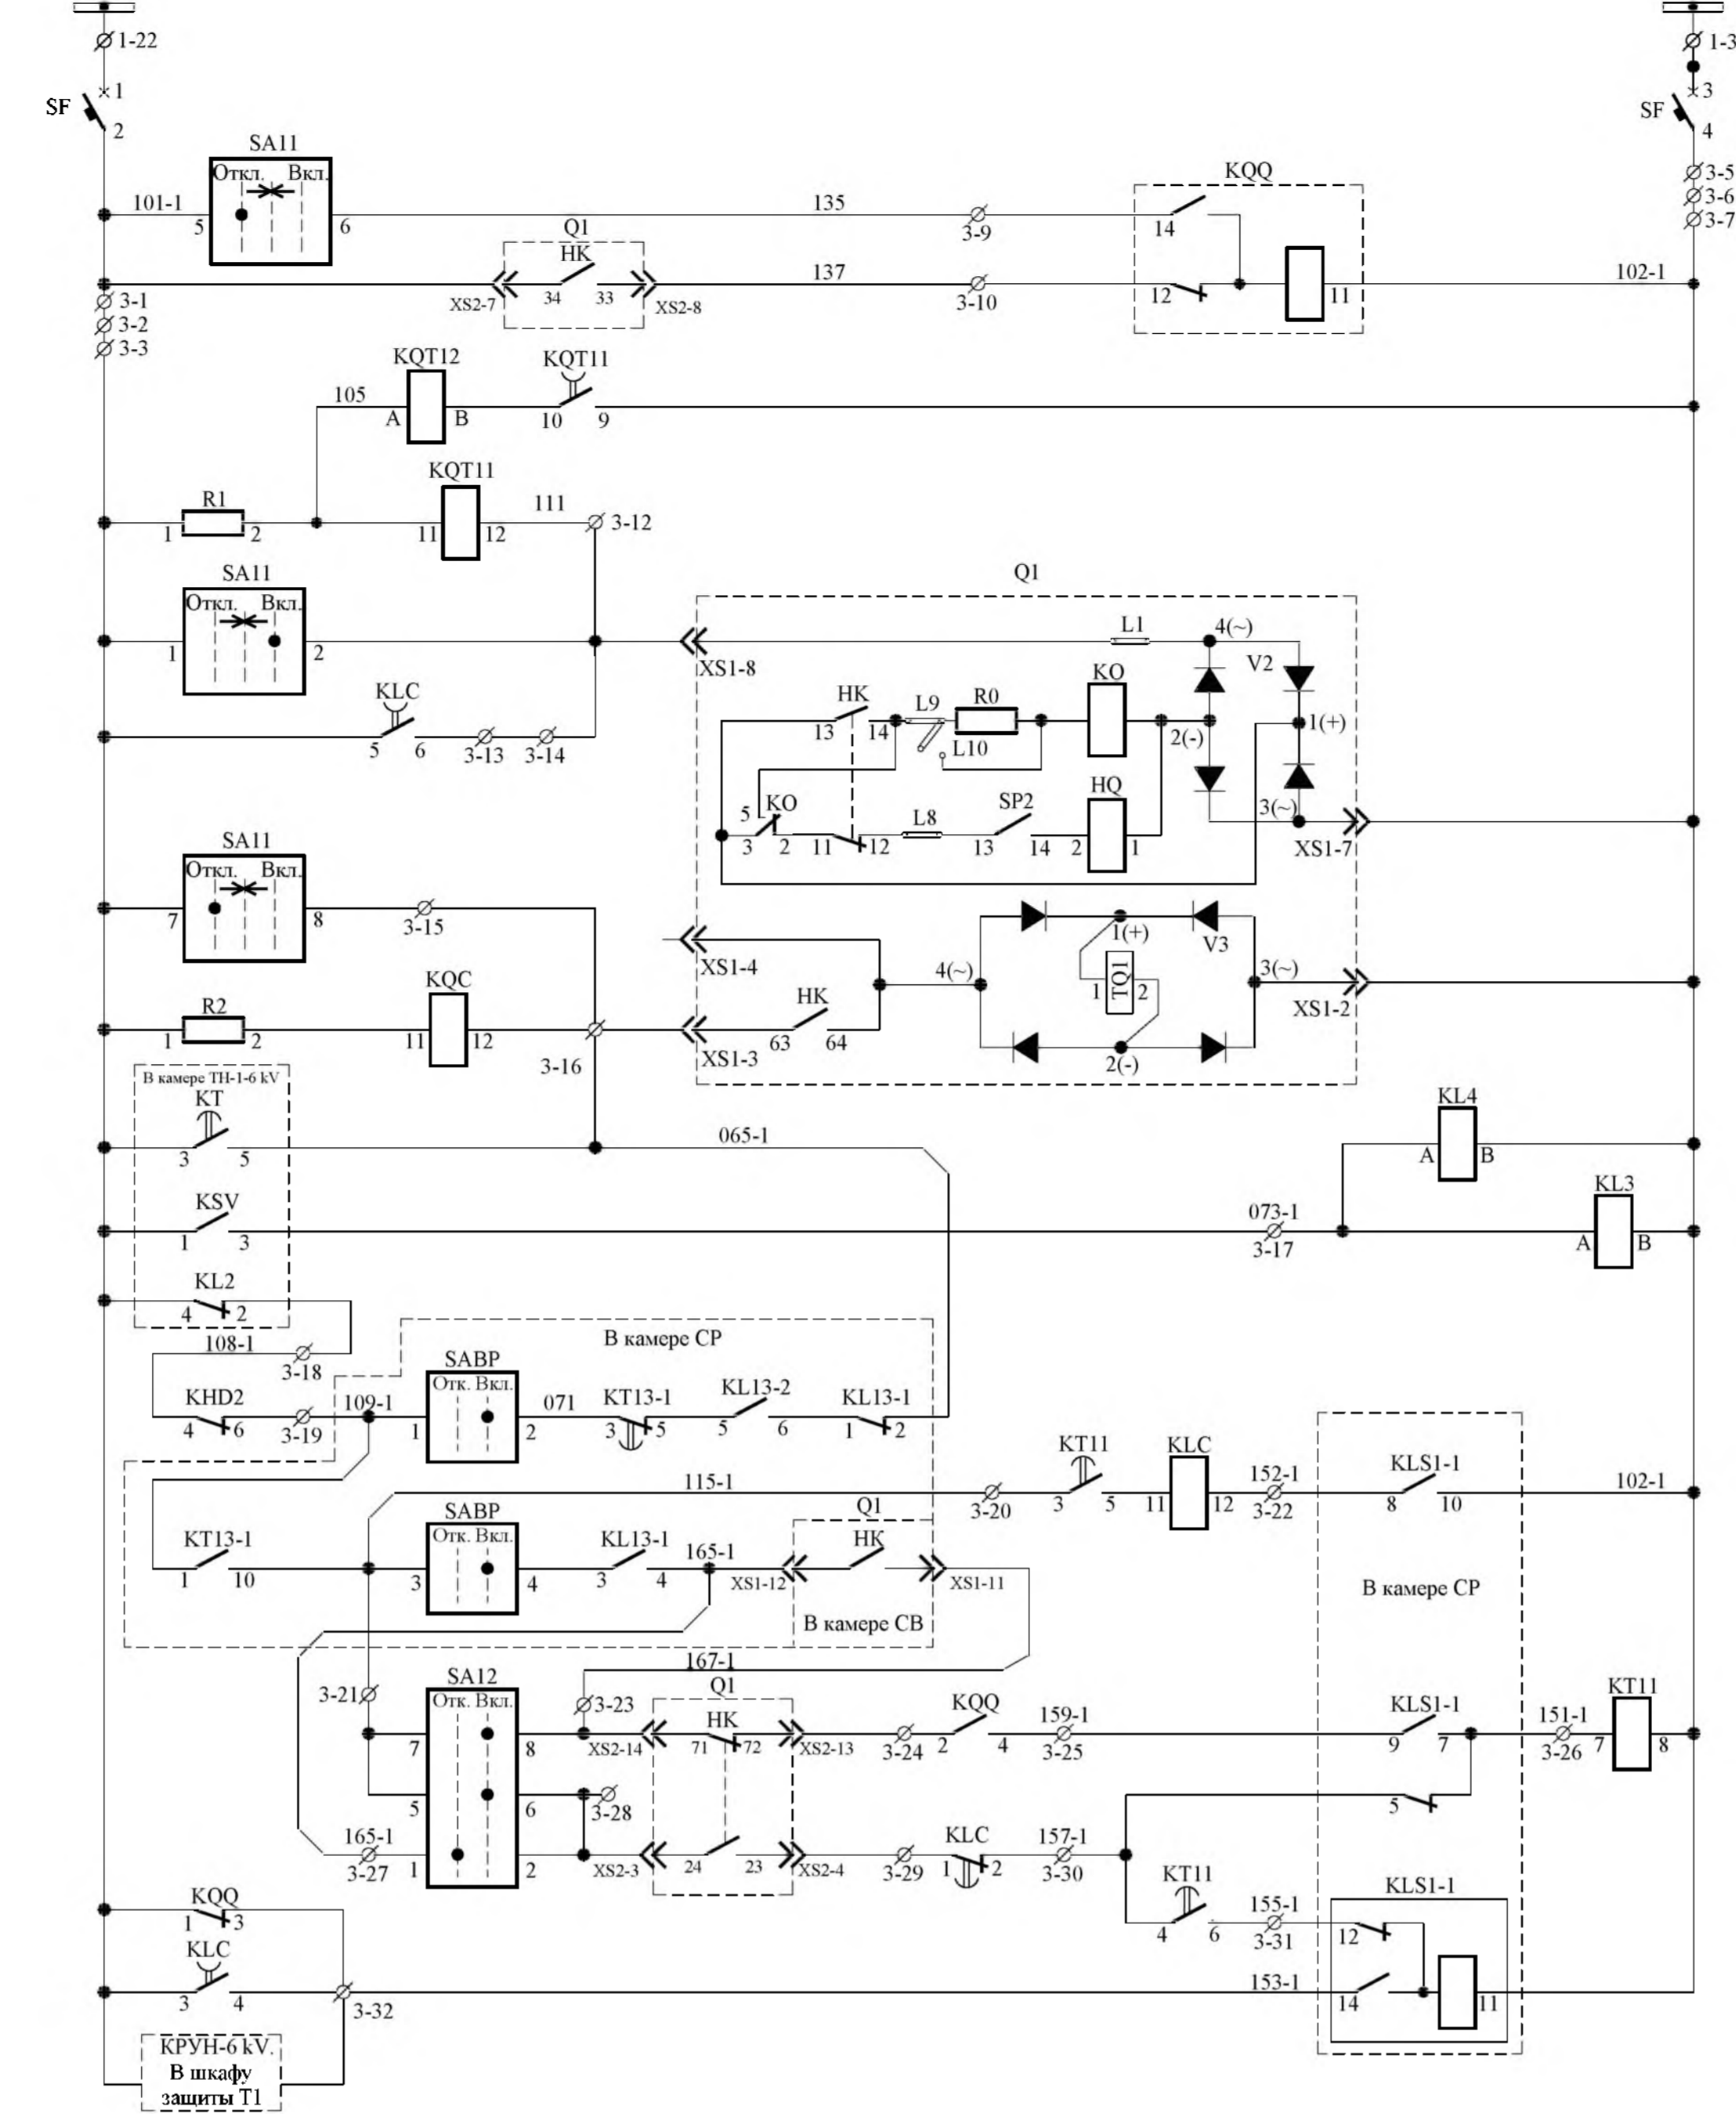 1-22
1-3
1
3
SF
SF
2
4
SA11
Откл. Вкл.
KQQ
3-5
3-6
3-7
101-1
5
6
135
3-9
14
Q1
НК
137
102-1
XS2-7
34
33
XS2-8
3-10
12
11
3-1
3-2
3-3
KQT12
KQT11
105
A
B
10
9
KQT11
R1
111
1
2
11
12
3-12
SA11
Откл. Вкл.
Q1
1
2
L1
4(~)
XS1-8
V2
KLC
НК
L9
R0
KO
5
6
3-13
3-14
13
14
L10
2(-)
1(+)
5
KO
SP2
HQ
3(~)
L8
3
2
11
12
13
14
2
1
XS1-7
SA11
Откл. Вкл.
7
8
3-15
1(+)
V3
XS1-4
4(~)
TQ1
1
2
3(~)
XS1-2
KQC
R2
НК
1
2
11
12
3-16
XS1-3
63
64
2(-)
В камере ТН-1-6 kV
KT
3
5
065-1
KL4
A
B
KSV
KL3
1
3
073-1
3-17
A
B
KL2
4
2
108-1
3-18
В камере СР
SABP
Отк. Вкл.
KHD2
109-1
071
KT13-1
KL13-2
KL13-1
4
6
3-19
1
2
3
5
5
6
1
2
KT11
KLC
KLS1-1
115-1
152-1
102-1
3-20
3
5
11
12
3-22
8
10
SABP
Отк. Вкл.
Q1
KT13-1
KL13-1
НК
165-1
1
10
3
4
3
4
XS1-12
XS1-11
В камере СР
В камере СВ
167-1
SA12
Q1
3-21
Отк. Вкл.
3-23
НК
KQQ
159-1
KLS1-1
151-1
KT11
7
8
XS2-14
71
72
XS2-13
3-24
2
4
3-25
9
7
3-26
7
8
5
6
3-28
5
165-1
KLC
157-1
3-27
1
2
XS2-3
24
23
XS2-4
3-29
1
2
3-30
KT11
KLS1-1
KQQ
155-1
1
3
4
6
3-31
12
KLC
153-1
3
4
3-32
14
11
КРУН-6 kV.
В шкафу
защиты Т1